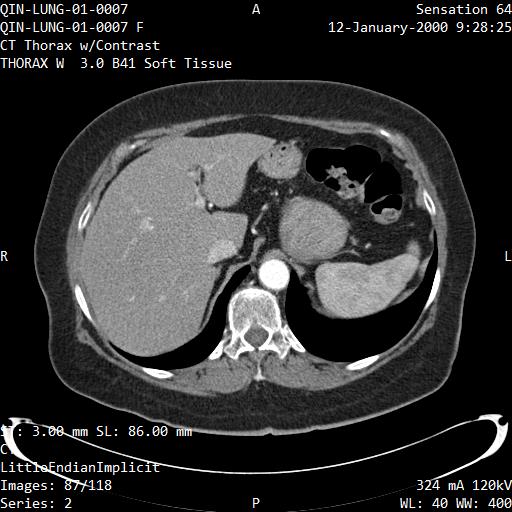 QIN-LUNG-01-0007
A
Sensation 64
QIN-LUNG-01-0007 F
12-January-2000 9:28:25
CT Thorax w/Contrast
THORAX W 3.0 B41 Soft Tissue
R
L
3.00 mm SL: 86.00 mm
LittleEndianImplicit
Images: 87/118
324 mA 120kV
Series: 2
P
WL: 40 WW: 400